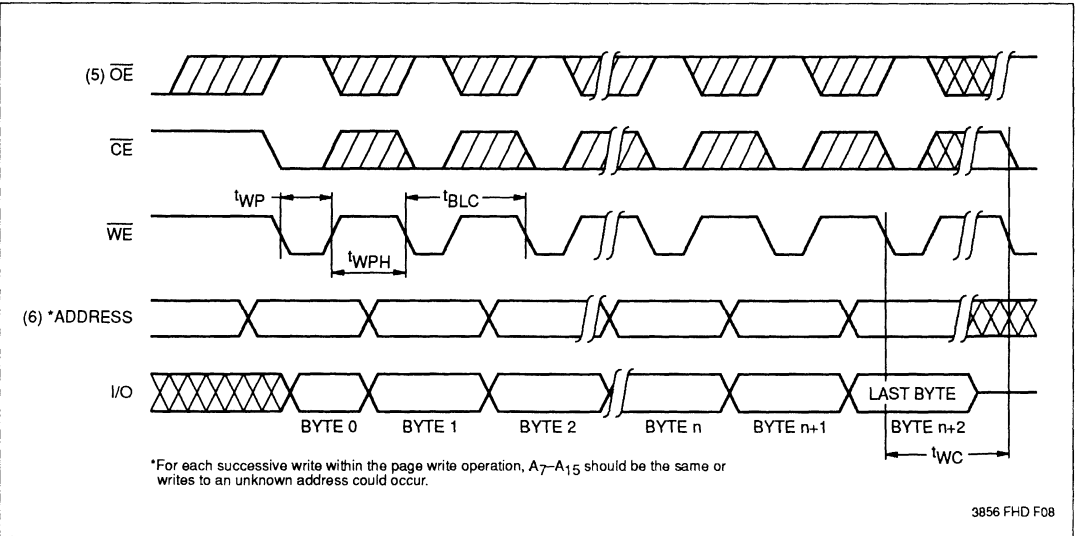 (5) OE
CE
tWP
tBLC
WE
tWPH
(6) *ADDRESS
I/O
LAST BYTE
BYTE 0 BYTE 1 BYTE 2 BYTE n BYTE n+1 BYTE n+2
tWC
*For each successive write within the page write operation, A7–A15 should be the same or
writes to an unknown address could occur.
3856 FHD F08